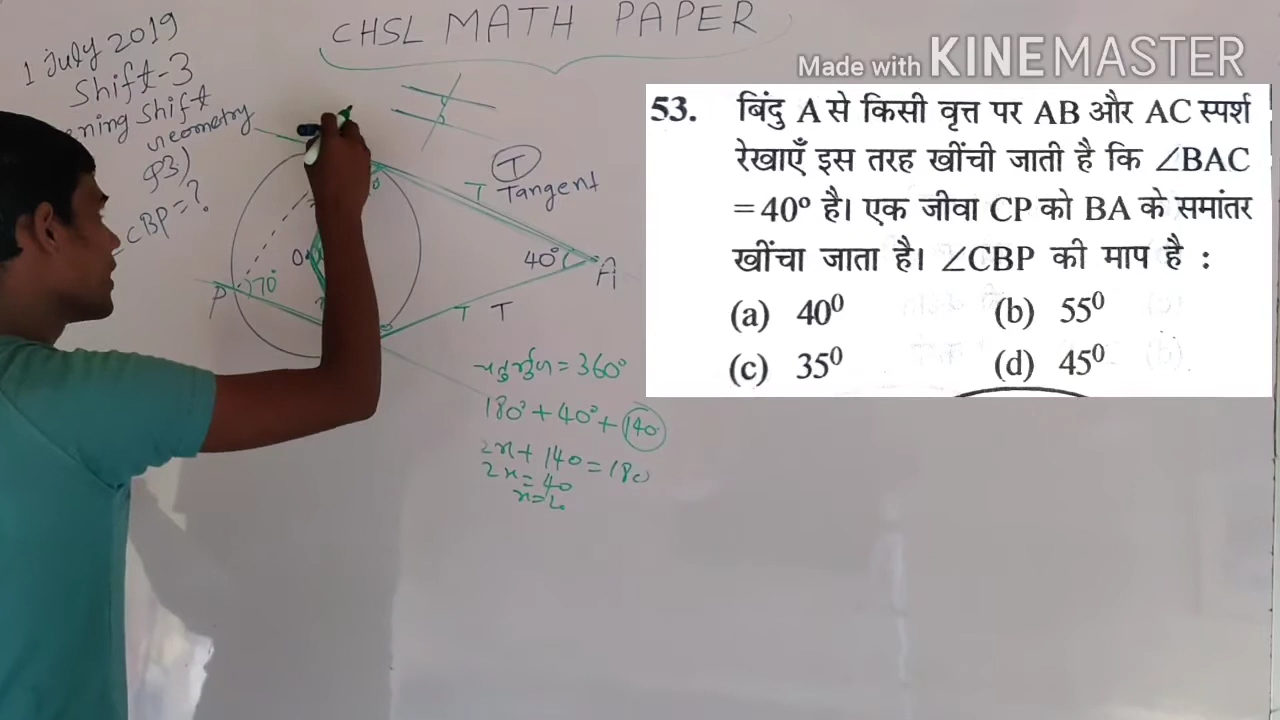 CHSL MATH PAPER
Made with KINEMASTER
1 July 2019
Shift-3
ening Shift
Geometry
93)
CBP=?
T
Tangent
T
40°
A
O
P
70°
T T
53. बिंदु A से किसी वृत्त पर AB और AC स्पर्श
रेखाएँ इस तरह खींची जाती है कि ∠BAC
= 40° है। एक जीवा CP को BA के समांतर
खींचा जाता है। ∠CBP की माप है :
(a) 40⁰ (b) 55⁰
(c) 35⁰ (d) 45⁰
चतुर्भुज = 360°
180° + 40° + 140
2x + 140 = 180
2x = 40